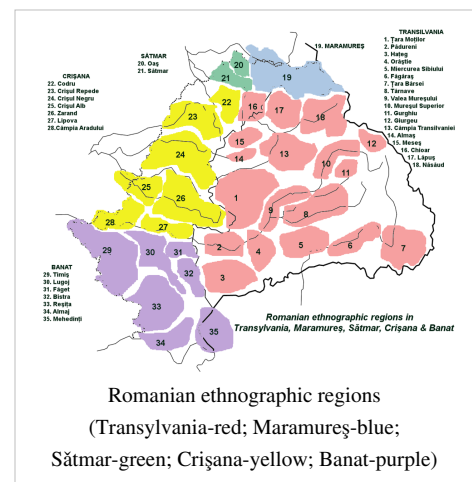 TRANSILVANIA
1. Țara Moților
2. Pădureni
3. Hațeg
4. Orăștie
5. Miercurea Sibiului
6. Făgăraș
7. Țara Bârsei
8. Târnave
9. Valea Mureșului
10. Mureșul Superior
11. Gurghiu
12. Giurgeu
13. Câmpia Transilvaniei
14. Almaș
15. Meseș
16. Chioar
17. Lăpuș
18. Năsăud
19. MARAMUREȘ
SĂTMAR
20. Oaș
21. Sătmar
CRIȘANA
22. Codru
23. Crișul Repede
24. Crișul Negru
25. Crișul Alb
26. Zarand
27. Lipova
28.Câmpia Aradului
BANAT
29. Timiș
30. Lugoj
31. Făget
32. Bistra
33. Reșița
34. Almaj
35. Mehedinți
20
21
19
22
16
17
18
23
15
12
24
14
13
10
11
25
26
1
9
8
28
27
29
30
31
2
4
5
6
7
32
3
33
34
35
Romanian ethnographic regions in
Transylvania, Maramureș, Sătmar, Crișana & Banat
Romanian ethnographic regions
(Transylvania-red; Maramureş-blue;
Sătmar-green; Crişana-yellow; Banat-purple)